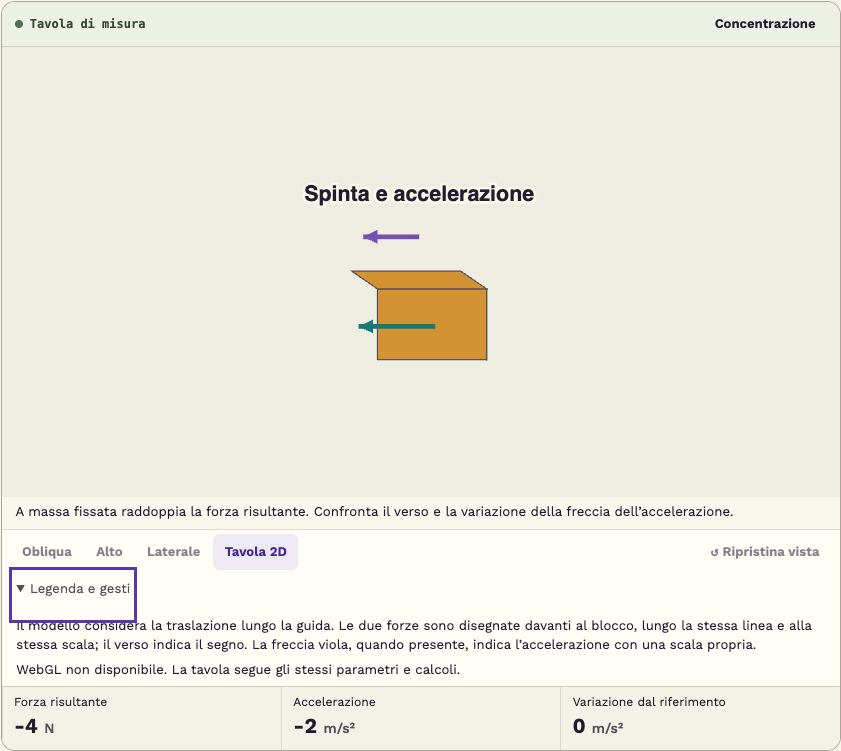 Tavola di misura
Concentrazione
Spinta e accelerazione
A massa fissata raddoppia la forza risultante. Confronta il verso e la variazione della freccia dell’accelerazione.
Obliqua Alto Laterale Tavola 2D ↺ Ripristina vista
▼ Legenda e gesti
Il modello considera la traslazione lungo la guida. Le due forze sono disegnate davanti al blocco, lungo la stessa linea e alla
stessa scala; il verso indica il segno. La freccia viola, quando presente, indica l’accelerazione con una scala propria.
WebGL non disponibile. La tavola segue gli stessi parametri e calcoli.
Forza risultante
-4 N
Accelerazione
-2 m/s²
Variazione dal riferimento
0 m/s²